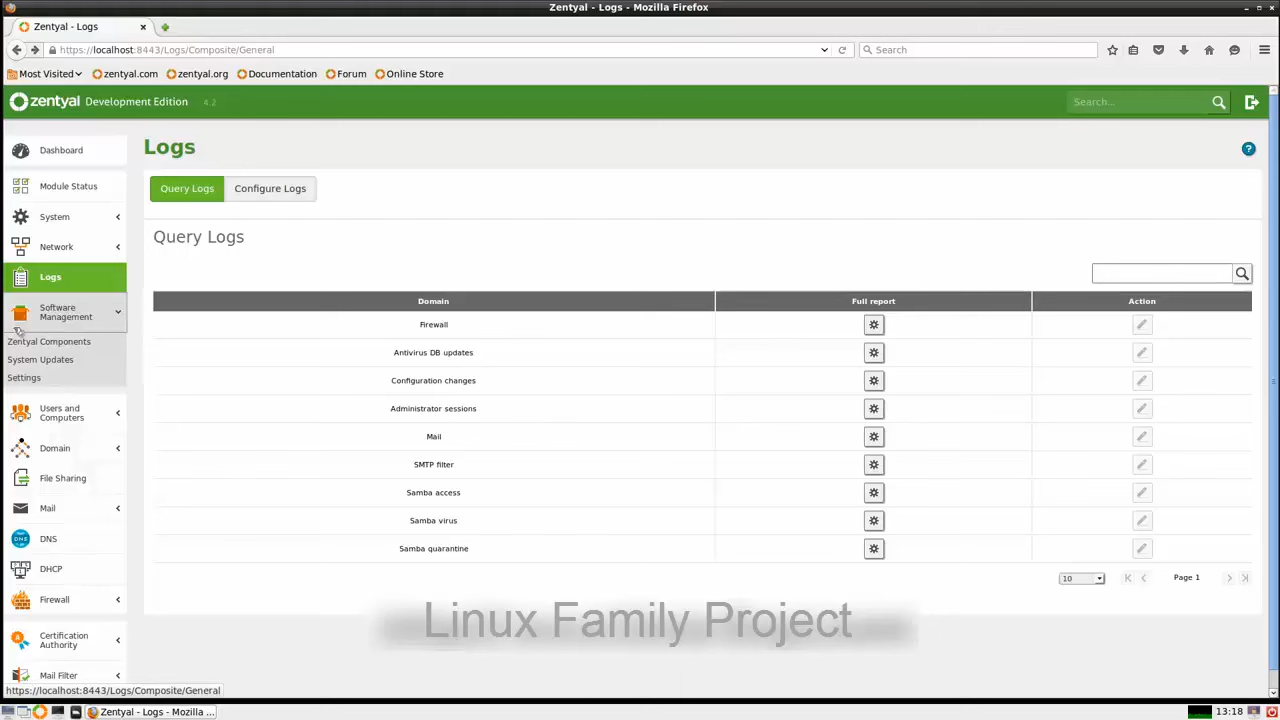 Zentyal - Logs - Mozilla Firefox
Zentyal - Logs
https://localhost:8443/Logs/Composite/General
Search
Most Visited
zentyal.com
zentyal.org
Documentation
Forum
Online Store
zentyal Development Edition 4.2
Search...
Dashboard
Module Status
System
Network
Logs
Software
Management
Zentyal Components
System Updates
Settings
Users and
Computers
Domain
File Sharing
Mail
DNS
DNS
DHCP
Firewall
Certification
Authority
Mail Filter
Logs
?
Query Logs
Configure Logs
Query Logs
Domain Full report Action
Firewall
Antivirus DB updates
Configuration changes
Administrator sessions
Mail
SMTP filter
Samba access
Samba virus
Samba quarantine
10
Page 1
Linux Family Project
https://localhost:8443/Logs/Composite/General
Zentyal - Logs - Mozilla ...
13:18